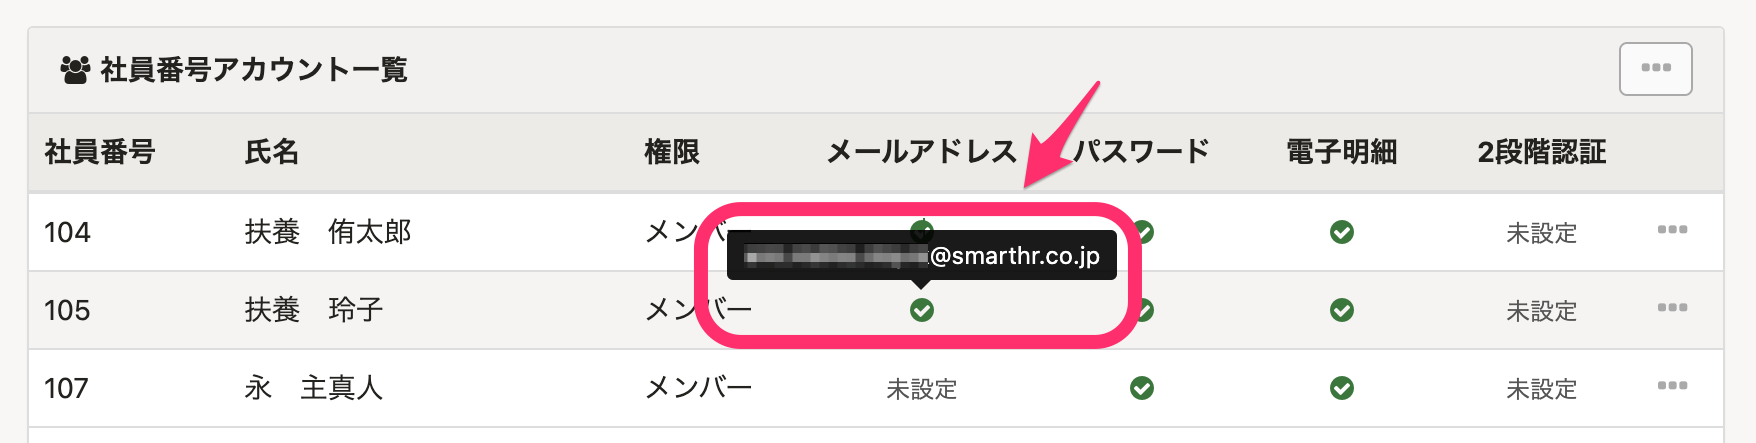 社員番号アカウント一覧
社員番号 氏名 権限 メールアドレス パスワード 電子明細 2段階認証
104 扶養　侑太郎 メンバー 未設定
@smarthr.co.jp
105 扶養　玲子 メンバー 未設定
107 永　主真人 メンバー 未設定 未設定